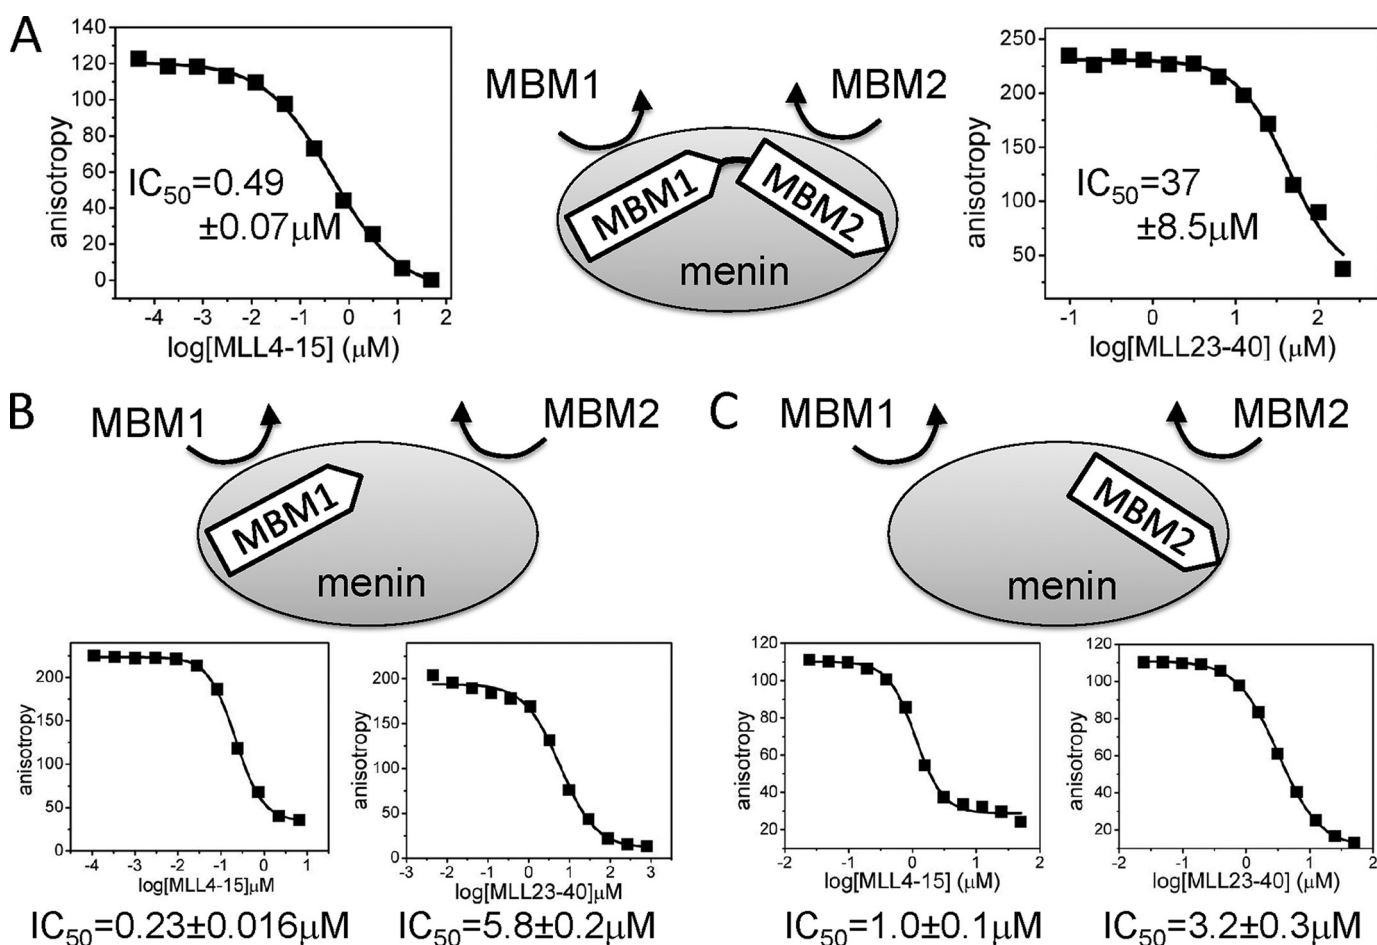 A
140
120
100
80
60
40
20
0
anisotropy
IC50=0.49
±0.07μM
-4 -3 -2 -1 0 1 2
log[MLL4-15] (μM)
MBM1
MBM2
MBM1
MBM2
menin
250
200
150
100
50
anisotropy
IC50=37
±8.5μM
-1 0 1 2
log[MLL23-40] (μM)
B
MBM1
MBM2
MBM1
menin
200
150
100
50
0
anisotropy
-4 -3 -2 -1 0 1
log[MLL4-15]μM
IC50=0.23±0.016μM
200
150
100
50
0
anisotropy
-3 -2 -1 0 1 2 3
log[MLL23-40]μM
IC50=5.8±0.2μM
C
MBM1
MBM2
MBM2
menin
120
100
80
60
40
20
anisotropy
-2 -1 0 1 2
log[MLL4-15] (μM)
IC50=1.0±0.1μM
120
100
80
60
40
20
anisotropy
-2 -1 0 1 2
log[MLL23-40] (μM)
IC50=3.2±0.3μM